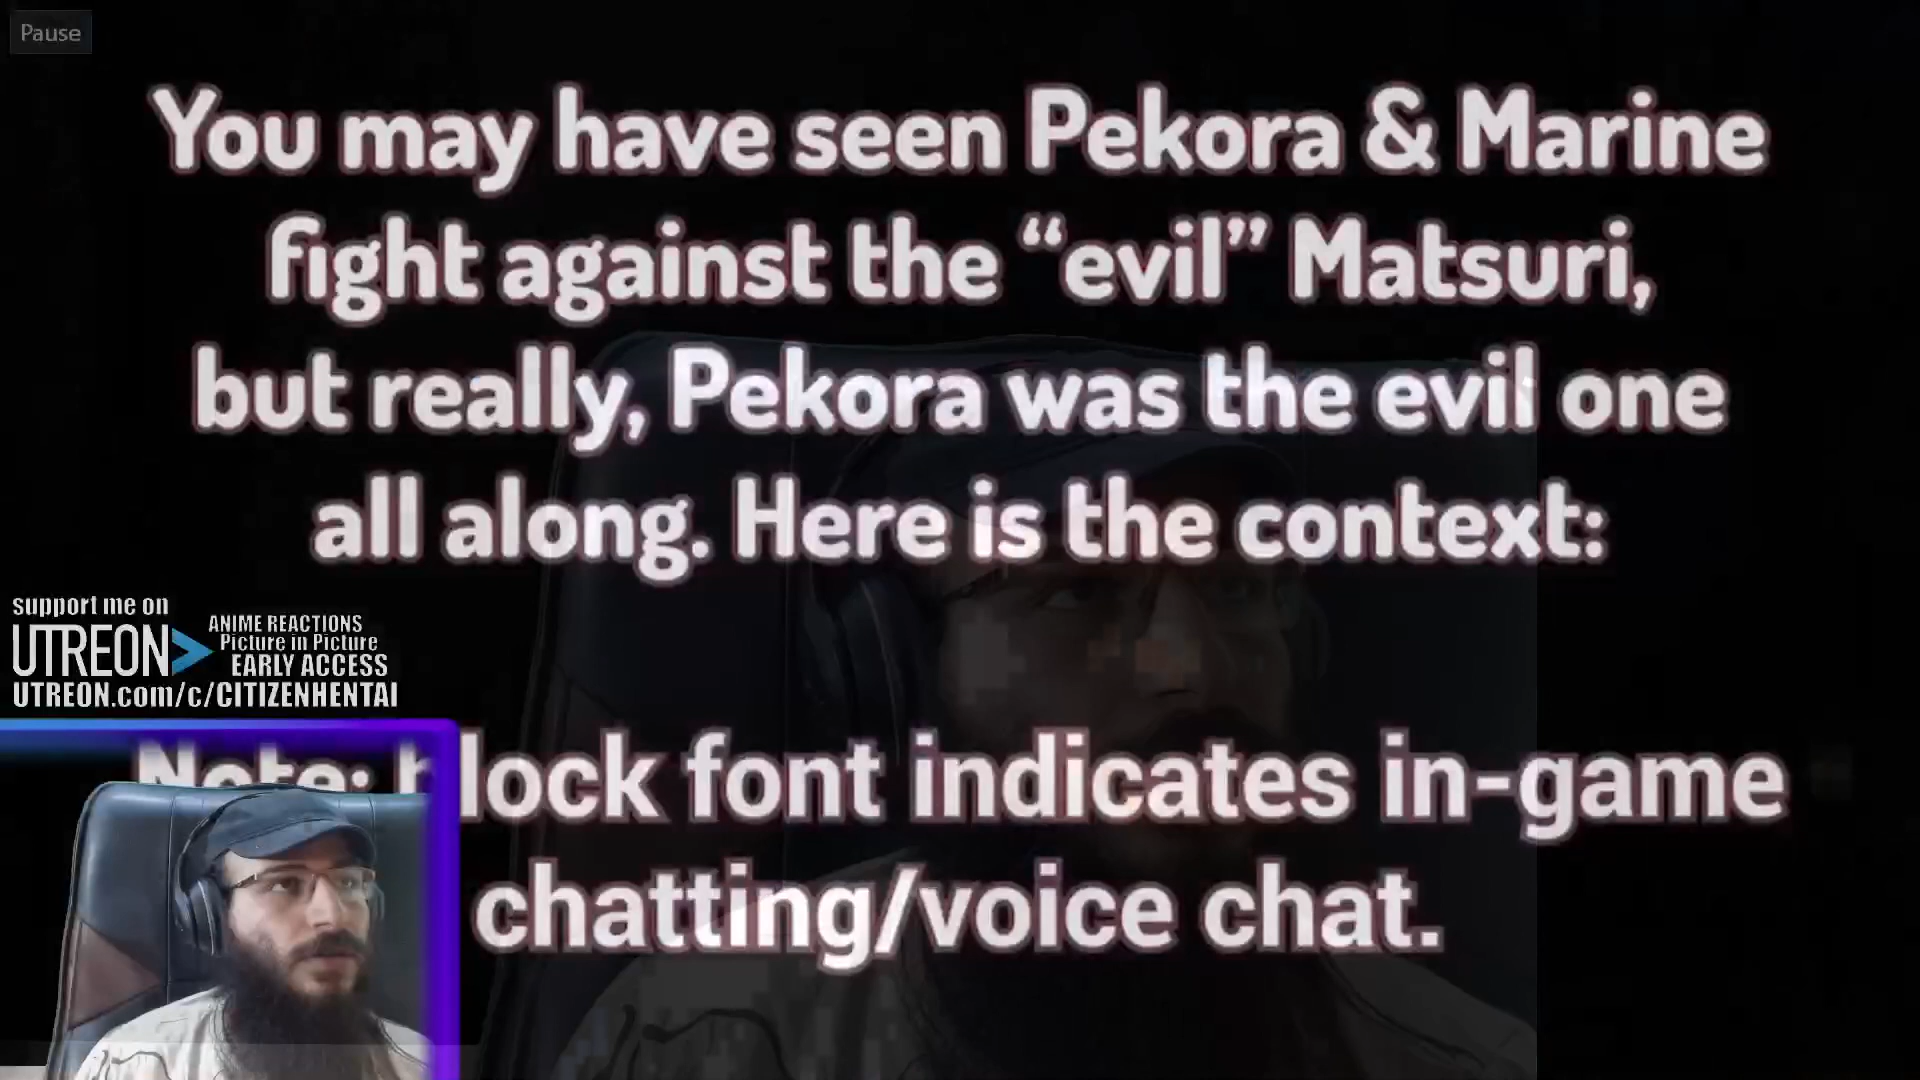 Pause
You may have seen Pekora & Marine
fight against the “evil” Matsuri,
but really, Pekora was the evil one
all along. Here is the context:
support me on
UTREON
ANIME REACTIONS
Picture in Picture
EARLY ACCESS
UTREON.com/c/CITIZENHENTAI
Note: block font indicates in-game
chatting/voice chat.